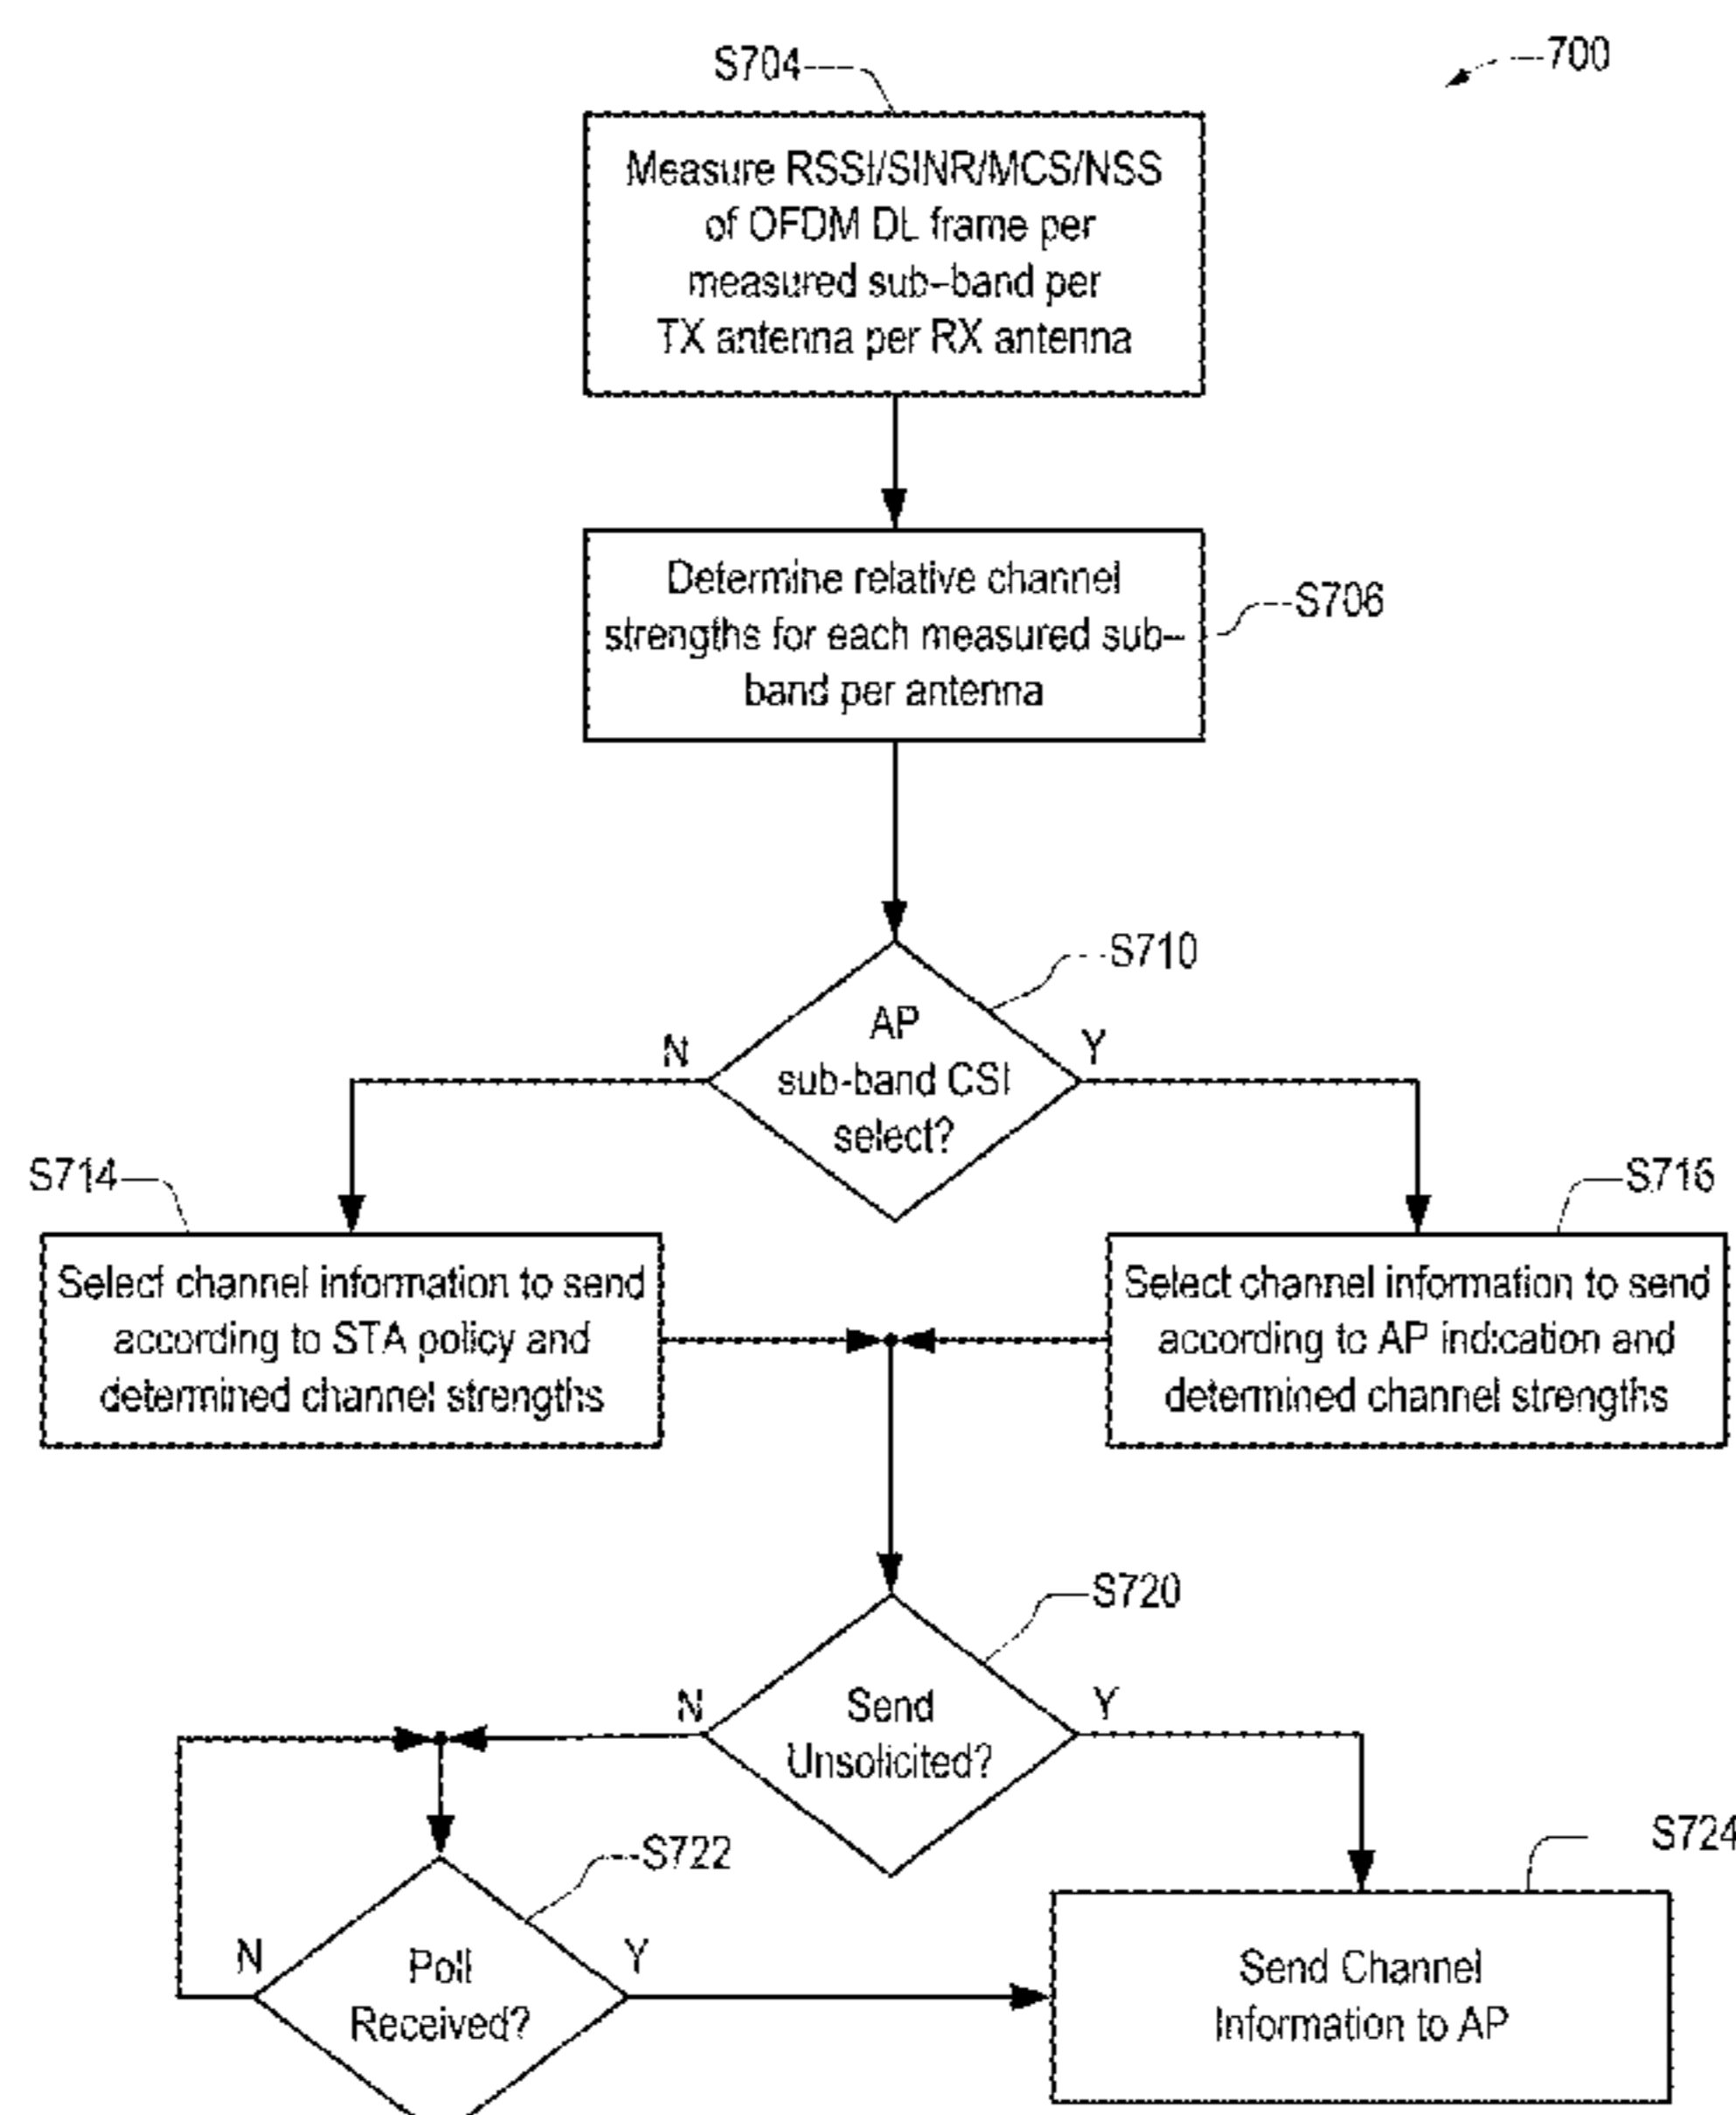 S704
700
Measure RSSI/SINR/MCS/NSS
of OFDM DL frame per
measured sub-band per
TX antenna per RX antenna
Determine relative channel
strengths for each measured sub-
band per antenna
S706
S710
AP
sub-band CSI
select?
N
Y
S714
S716
Select channel information to send
according to STA policy and
determined channel strengths
Select channel information to send
according to AP indication and
determined channel strengths
S720
Send
Unsolicited?
N
Y
S722
S724
Poll
Received?
N
Y
Send Channel
Information to AP